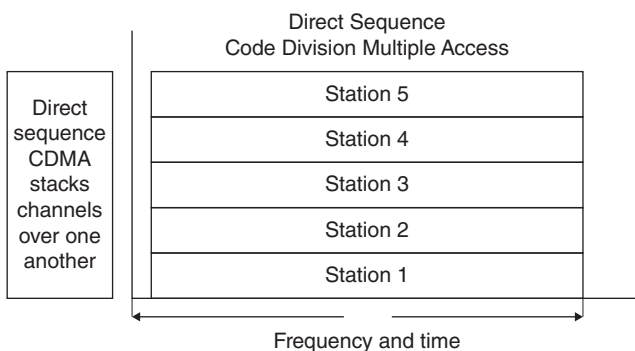 Direct Sequence
Code Division Multiple Access
Direct
sequence
CDMA
stacks
channels
over one
another
Station 5
Station 4
Station 3
Station 2
Station 1
Frequency and time